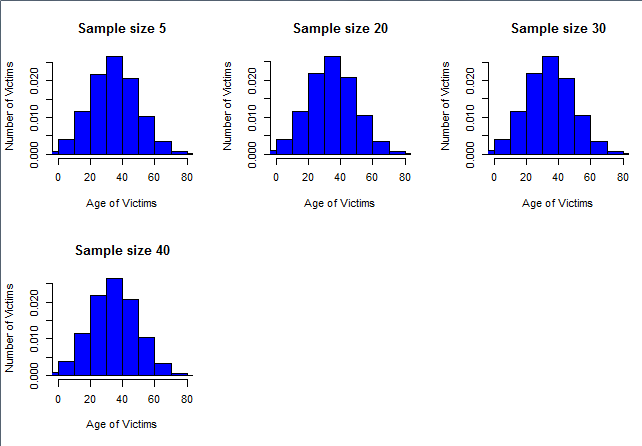 Sample size 5
Number of Victims
0.000 0.010 0.020
0 20 40 60 80
Age of Victims
Sample size 20
Number of Victims
0.000 0.010 0.020
0 20 40 60 80
Age of Victims
Sample size 30
Number of Victims
0.000 0.010 0.020
0 20 40 60 80
Age of Victims
Sample size 40
Number of Victims
0.000 0.010 0.020
0 20 40 60 80
Age of Victims